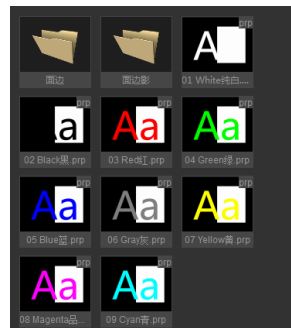 面边
面边影
prp
Aa
01 White纯白....
prp
Aa
02 Black黑.prp
prp
Aa
03 Red红.prp
prp
Aa
04 Green绿.prp
prp
Aa
05 Blue蓝.prp
prp
Aa
06 Gray灰.prp
prp
Aa
07 Yellow黄.prp
prp
Aa
08 Magenta品...
prp
Aa
09 Cyan青.prp